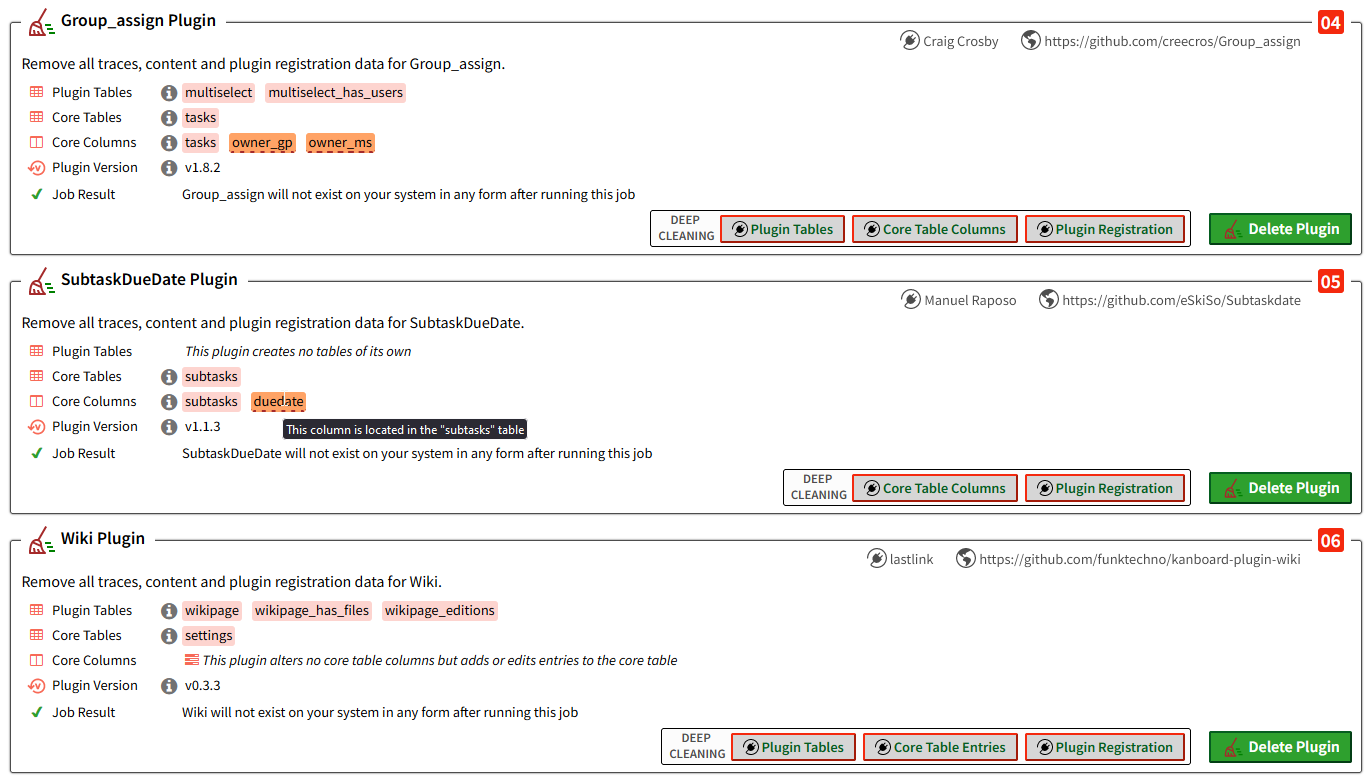 Group_assign Plugin
04
Craig Crosby https://github.com/creecros/Group_assign
Remove all traces, content and plugin registration data for Group_assign.
Plugin Tables multiselect multiselect_has_users
Core Tables tasks
Core Columns tasks owner_gp owner_ms
Plugin Version v1.8.2
Job Result Group_assign will not exist on your system in any form after running this job
DEEP CLEANING Plugin Tables Core Table Columns Plugin Registration Delete Plugin
SubtaskDueDate Plugin
05
Manuel Raposo https://github.com/eSkiSo/Subtaskdate
Remove all traces, content and plugin registration data for SubtaskDueDate.
Plugin Tables This plugin creates no tables of its own
Core Tables subtasks
Core Columns subtasks duedate
Plugin Version v1.1.3
This column is located in the "subtasks" table
Job Result SubtaskDueDate will not exist on your system in any form after running this job
DEEP CLEANING Core Table Columns Plugin Registration Delete Plugin
Wiki Plugin
06
lastlink https://github.com/funktechno/kanboard-plugin-wiki
Remove all traces, content and plugin registration data for Wiki.
Plugin Tables wikipage wikipage_has_files wikipage_editions
Core Tables settings
Core Columns This plugin alters no core table columns but adds or edits entries to the core table
Plugin Version v0.3.3
Job Result Wiki will not exist on your system in any form after running this job
DEEP CLEANING Plugin Tables Core Table Entries Plugin Registration Delete Plugin